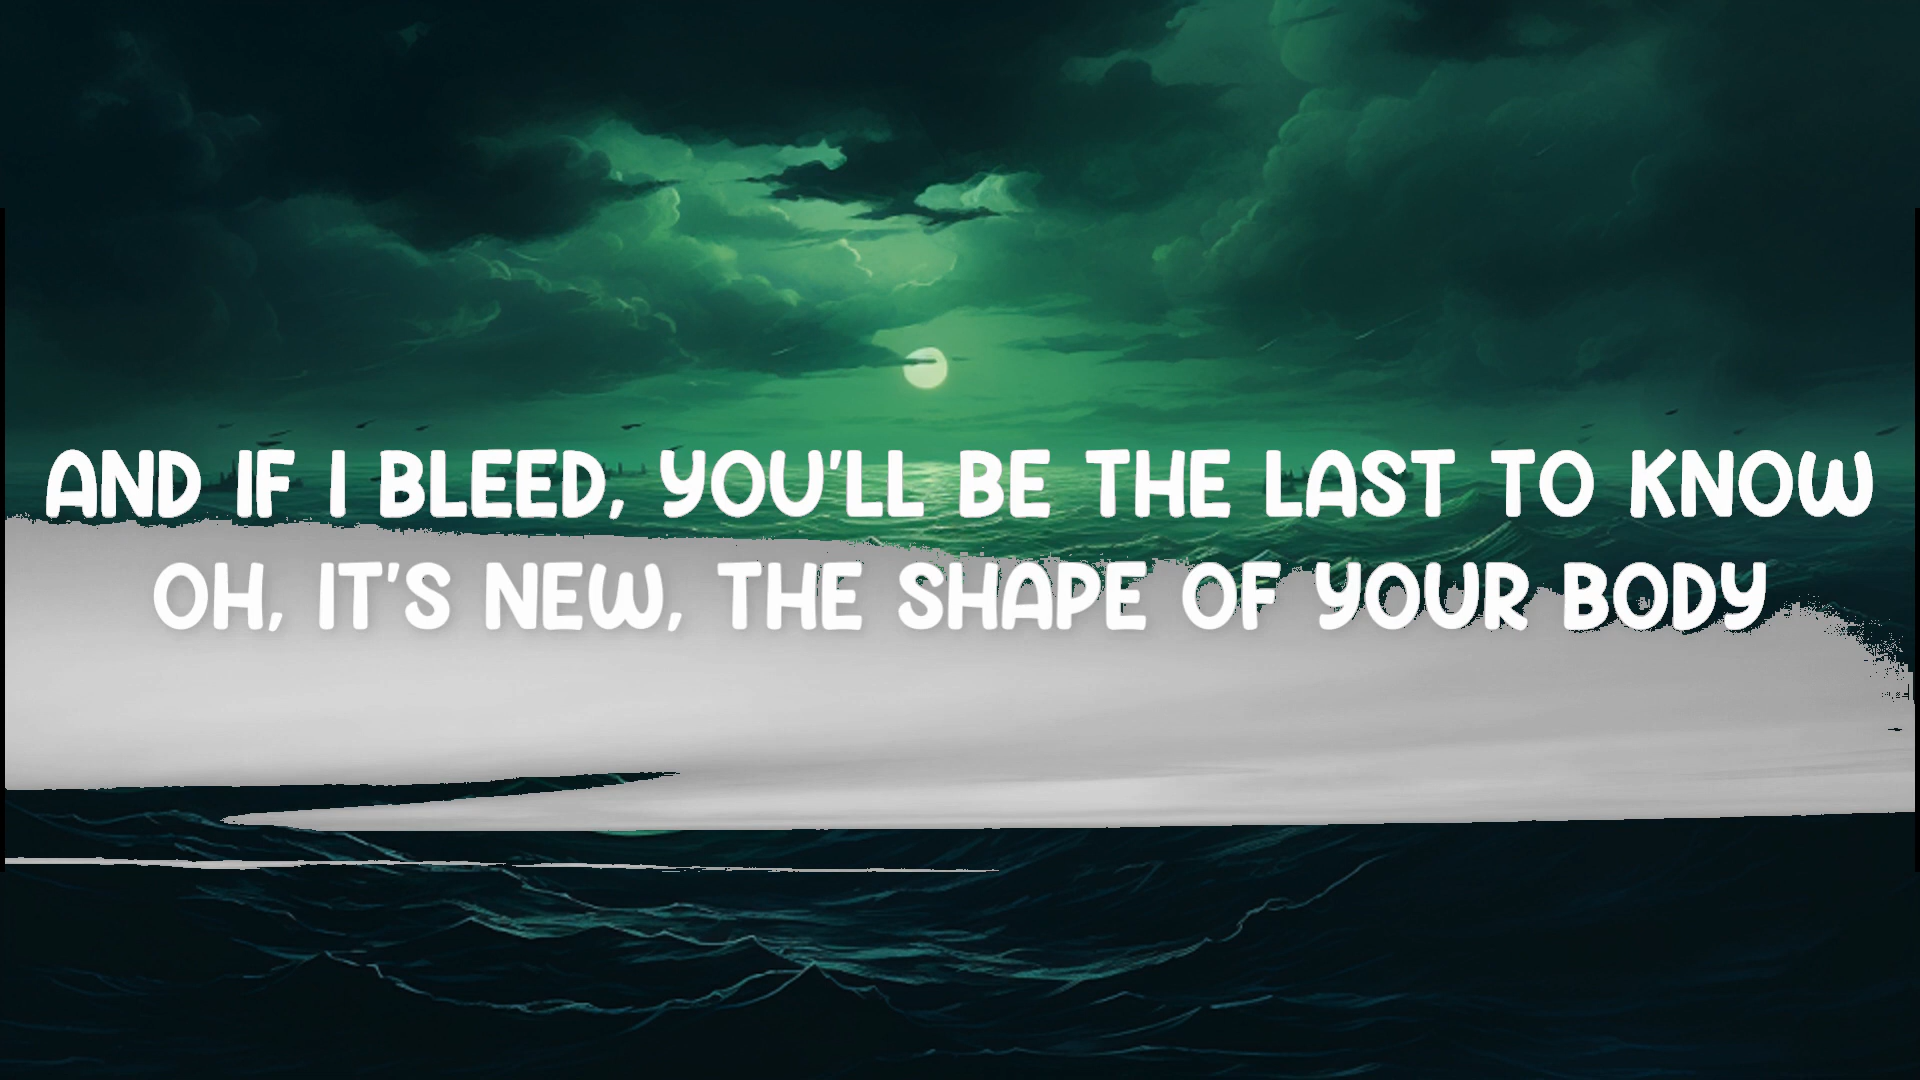 AND IF I BLEED, YOU'LL BE THE LAST TO KNOW
OH, IT'S NEW, THE SHAPE OF YOUR BODY